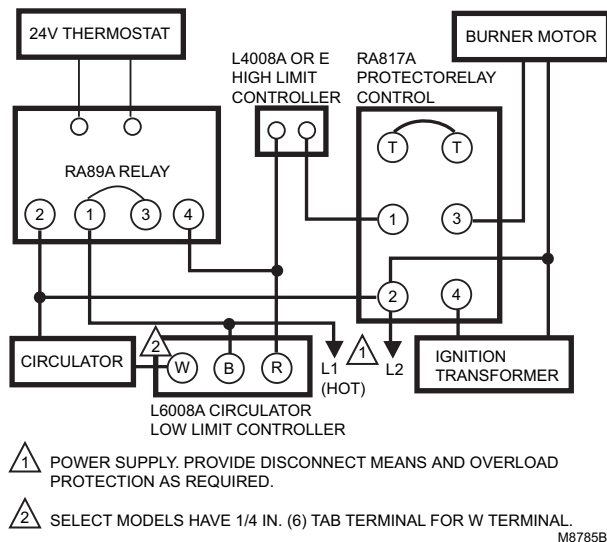 24V THERMOSTAT
L4008A OR E
HIGH LIMIT
CONTROLLER
RA817A
PROTECTORELAY
CONTROL
BURNER MOTOR
RA89A RELAY
T T
2 1 3 4
1 3
2 4
CIRCULATOR
2
W B R
L1
(HOT)
1
L2
IGNITION
TRANSFORMER
L6008A CIRCULATOR
LOW LIMIT CONTROLLER
1 POWER SUPPLY. PROVIDE DISCONNECT MEANS AND OVERLOAD
PROTECTION AS REQUIRED.
2 SELECT MODELS HAVE 1/4 IN. (6) TAB TERMINAL FOR W TERMINAL.
M8785B